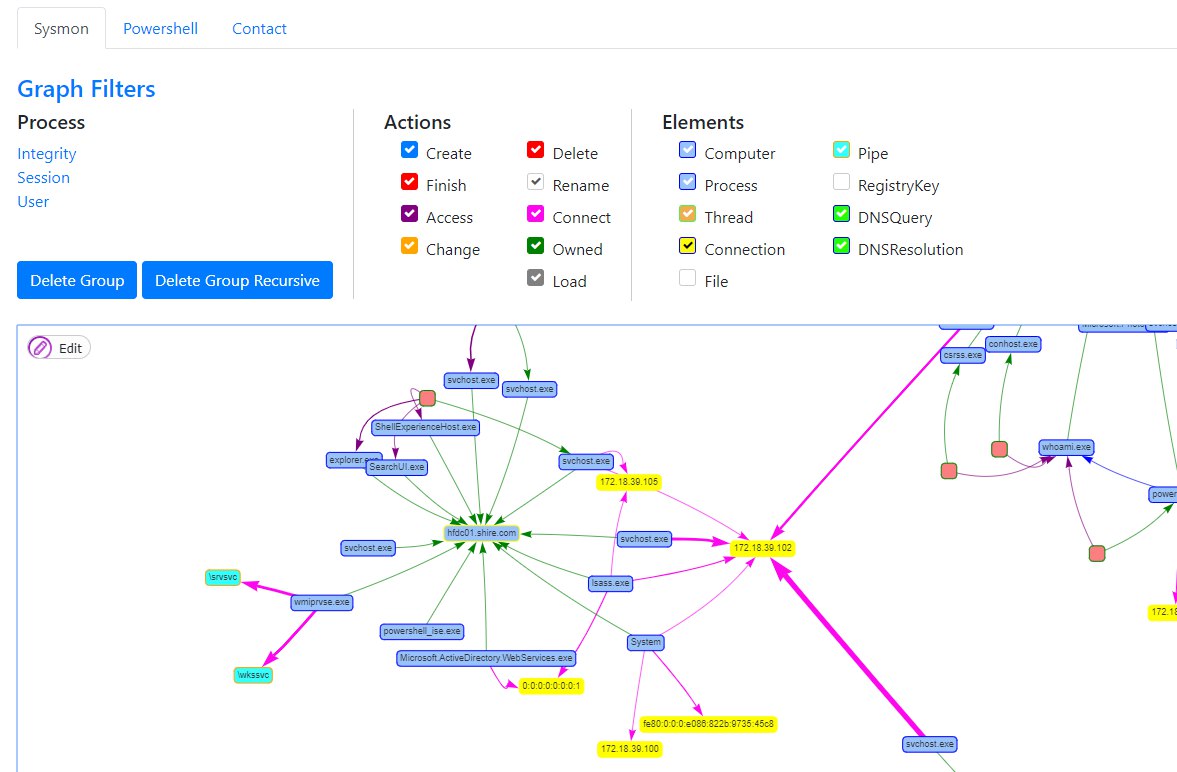 Sysmon
Powershell
Contact
Graph Filters
Process
Integrity
Session
User
Delete Group
Delete Group Recursive
Actions
Create
Delete
Finish
Rename
Access
Connect
Change
Owned
Load
Elements
Computer
Pipe
Process
RegistryKey
Thread
DNSQuery
Connection
DNSResolution
File
Edit
conhost.exe
csrss.exe
svchost.exe
svchost.exe
ShellExperienceHost.exe
whoami.exe
explorer.exe
SearchUI.exe
svchost.exe
172.18.39.105
power
hfdc01.shire.com
svchost.exe
svchost.exe
172.18.39.102
\srvsvc
lsass.exe
wmiprvse.exe
172.18
powershell_ise.exe
System
Microsoft.ActiveDirectory.WebServices.exe
\wkssvc
0:0:0:0:0:0:0:1
fe80:0:0:0:e086:822b:9735:45c8
172.18.39.100
svchost.exe